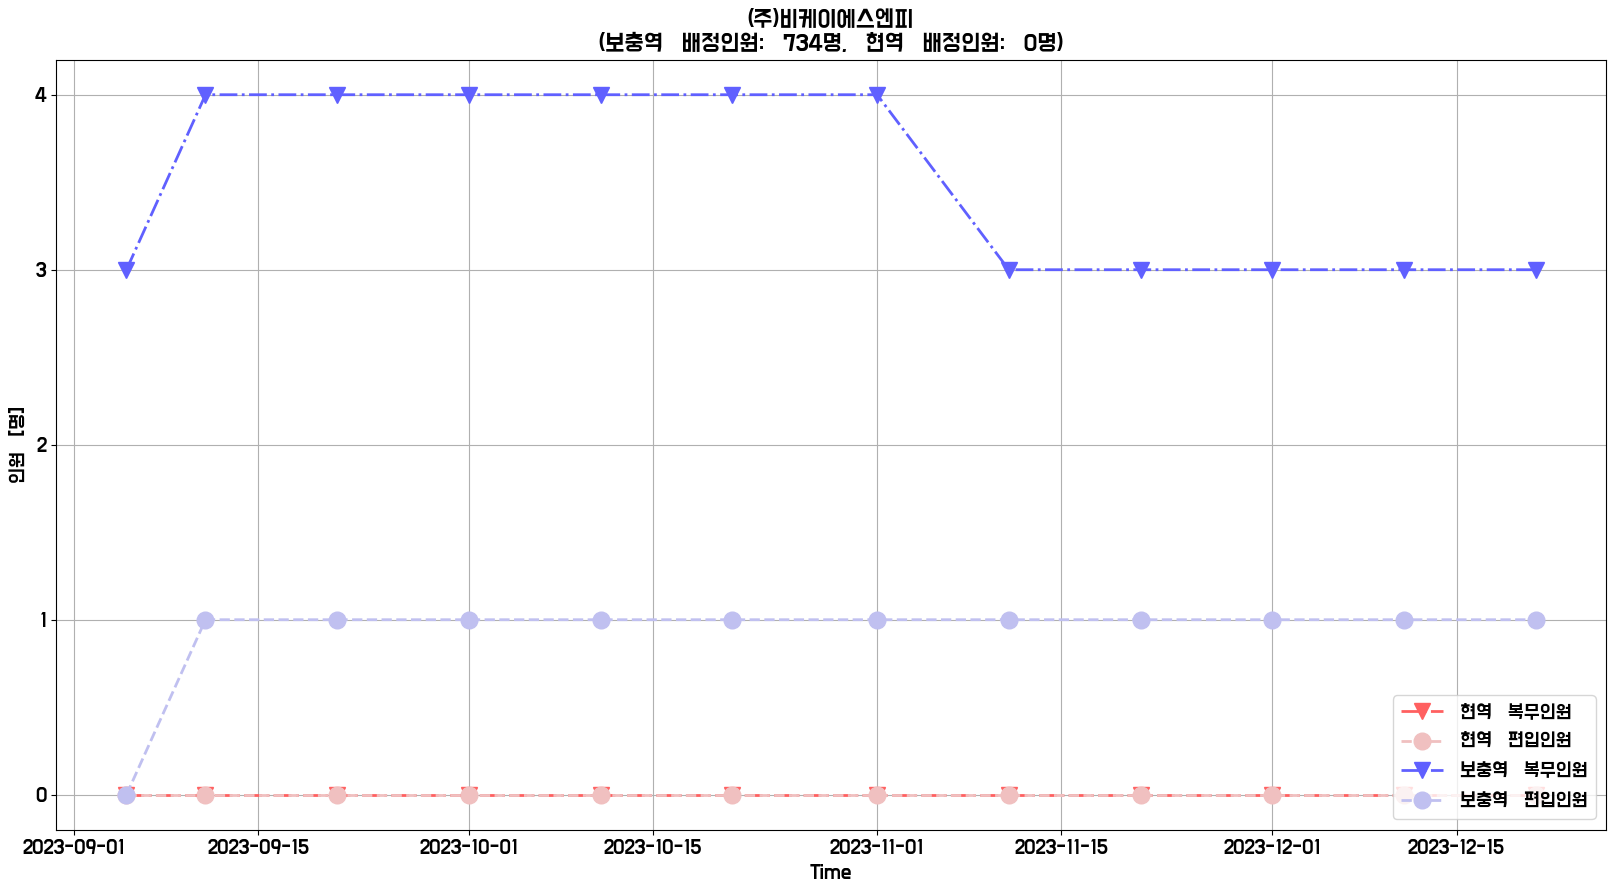 (주)비케이에스엔피
(보충역 배정인원: 734명, 현역 배정인원: 0명)
인원 [명]
4
3
2
1
0
2023-09-01 2023-09-15 2023-10-01 2023-10-15 2023-11-01 2023-11-15 2023-12-01 2023-12-15
Time
현역 복무인원
현역 편입인원
보충역 복무인원
보충역 편입인원